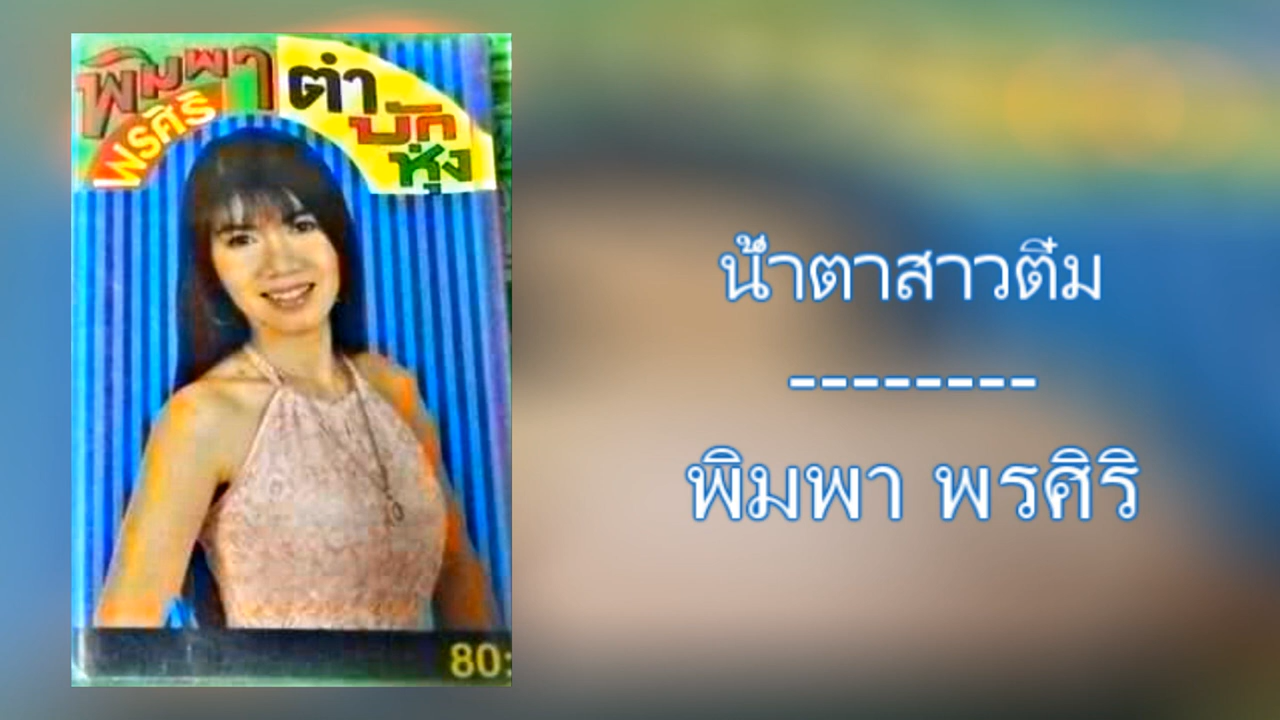 พิมพา
พรศิริ
ตำ
บัก
หุ่ง
80:
น้ำตาสาวตึ๋ม
--------
พิมพา พรศิริ